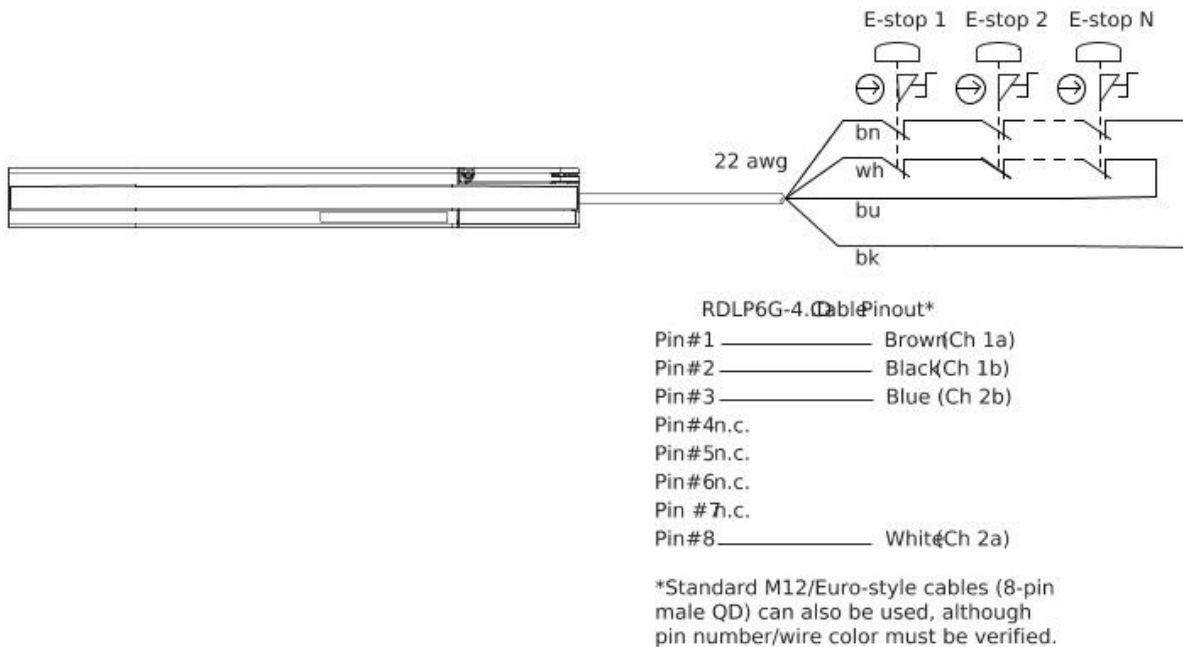 E-stop 1 E-stop 2 E-stop N
bn
22 awg
wh
bu
bk
RDLP6G-4..D Cable Pinout*
Pin#1 Brown (Ch 1a)
Pin#2 Black (Ch 1b)
Pin#3 Blue (Ch 2b)
Pin#4 n.c.
Pin#5 n.c.
Pin#6 n.c.
Pin #7 n.c.
Pin#8 White (Ch 2a)
*Standard M12/Euro-style cables (8-pin
male QD) can also be used, although
pin number/wire color must be verified.